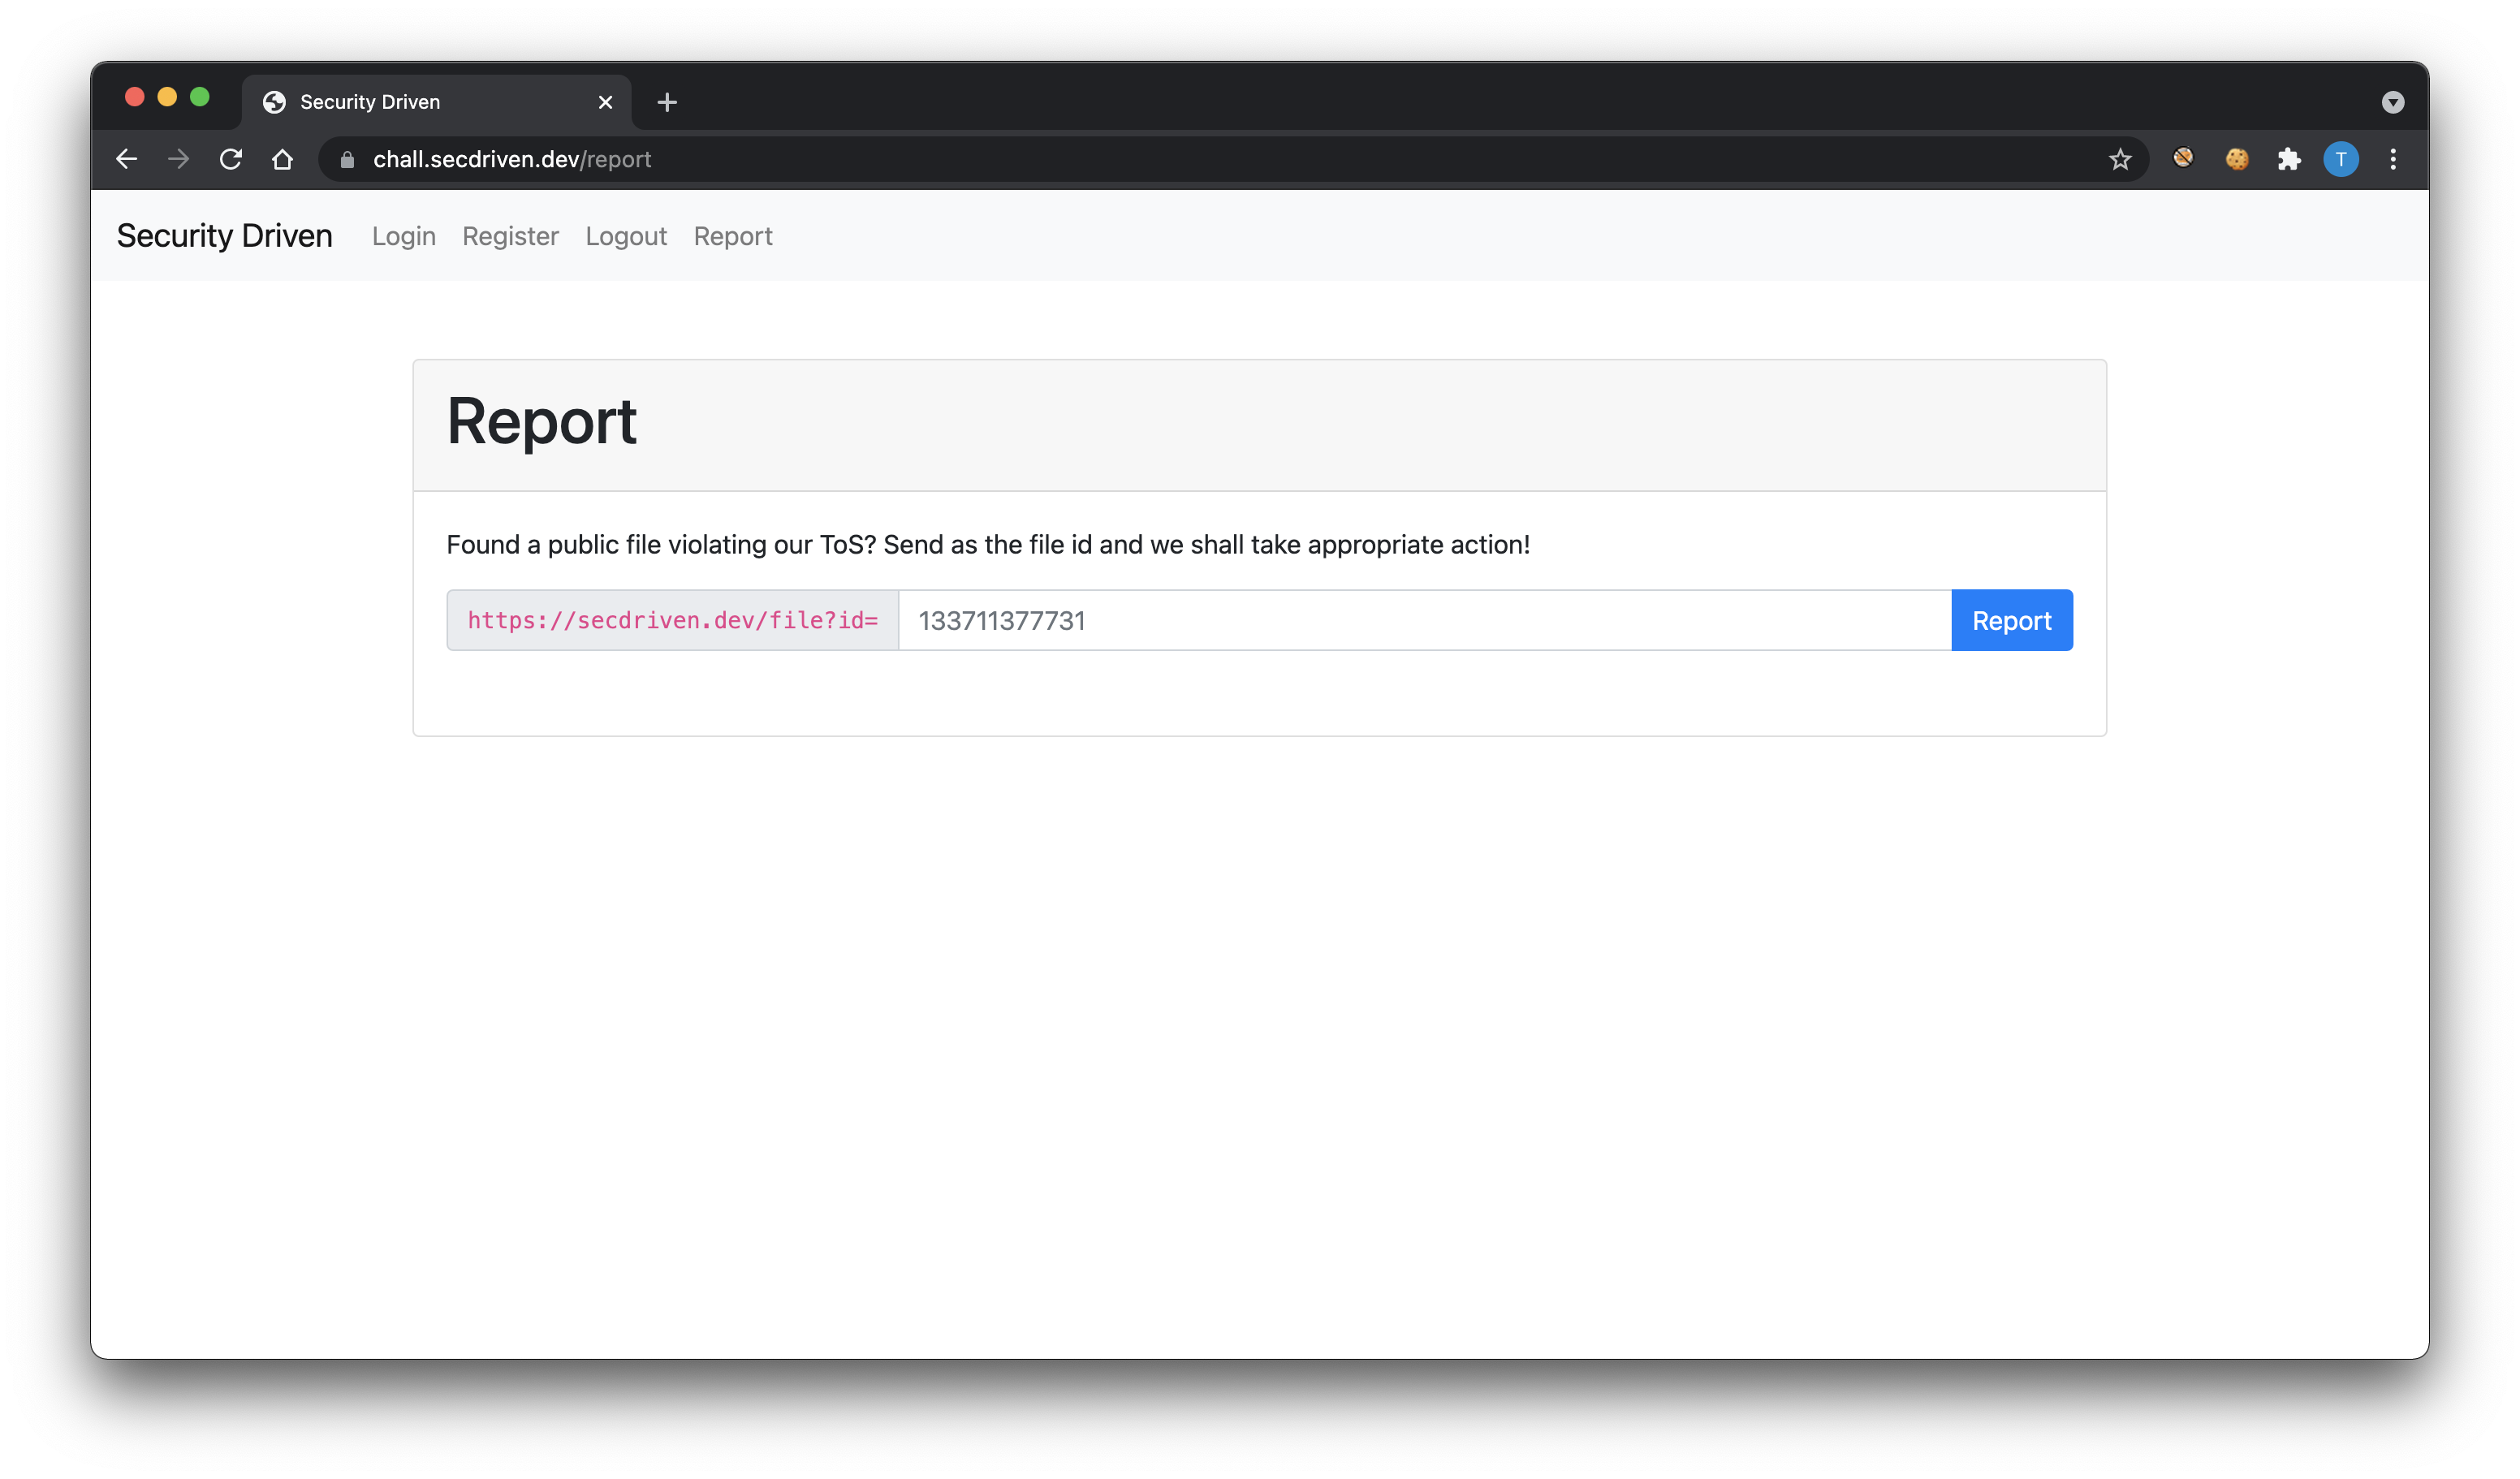 Security Driven
chall.secdriven.dev/report
T
Security Driven Login Register Logout Report
Report
Found a public file violating our ToS? Send as the file id and we shall take appropriate action!
https://secdriven.dev/file?id= 133711377731 Report